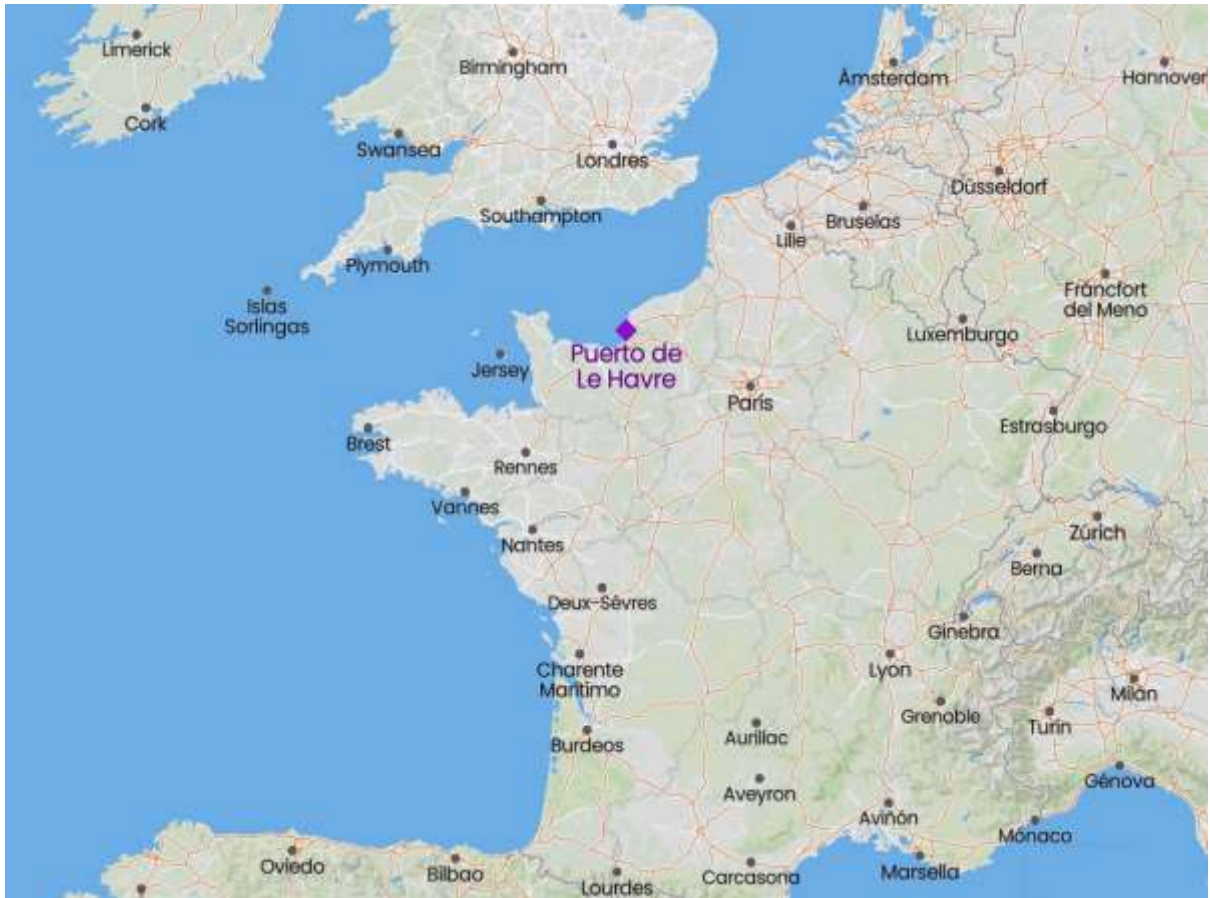 Limerick
Birmingham
Ámsterdam
Hannover
Cork
Swansea
Londres
Düsseldorf
Southampton
Bruselas
Lille
Plymouth
Islas
Sorlingas
Fráncfort
del Meno
Luxemburgo
Puerto de
Le Havre
Jersey
París
Estrasburgo
Brest
Rennes
Vannes
Nantes
Zúrich
Berna
Deux-Sèvres
Ginebra
Charente
Marítimo
Lyon
Milán
Grenoble
Turín
Burdeos
Aurillac
Génova
Aveyron
Aviñón
Mónaco
Oviedo
Bilbao
Lourdes
Carcasona
Marsella